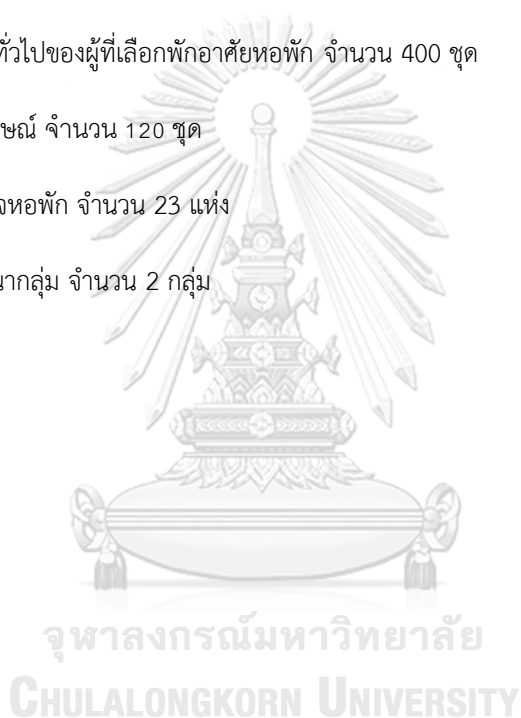 ทั่วไปของผู้ที่เลือกพักอาศัยหอพัก จำนวน 400 ชุด
ษณ์ จำนวน 120 ชุด
หอพัก จำนวน 23 แห่ง
กลุ่ม จำนวน 2 กลุ่ม
จุฬาลงกรณ์มหาวิทยาลัย
CHULALONGKORN UNIVERSITY